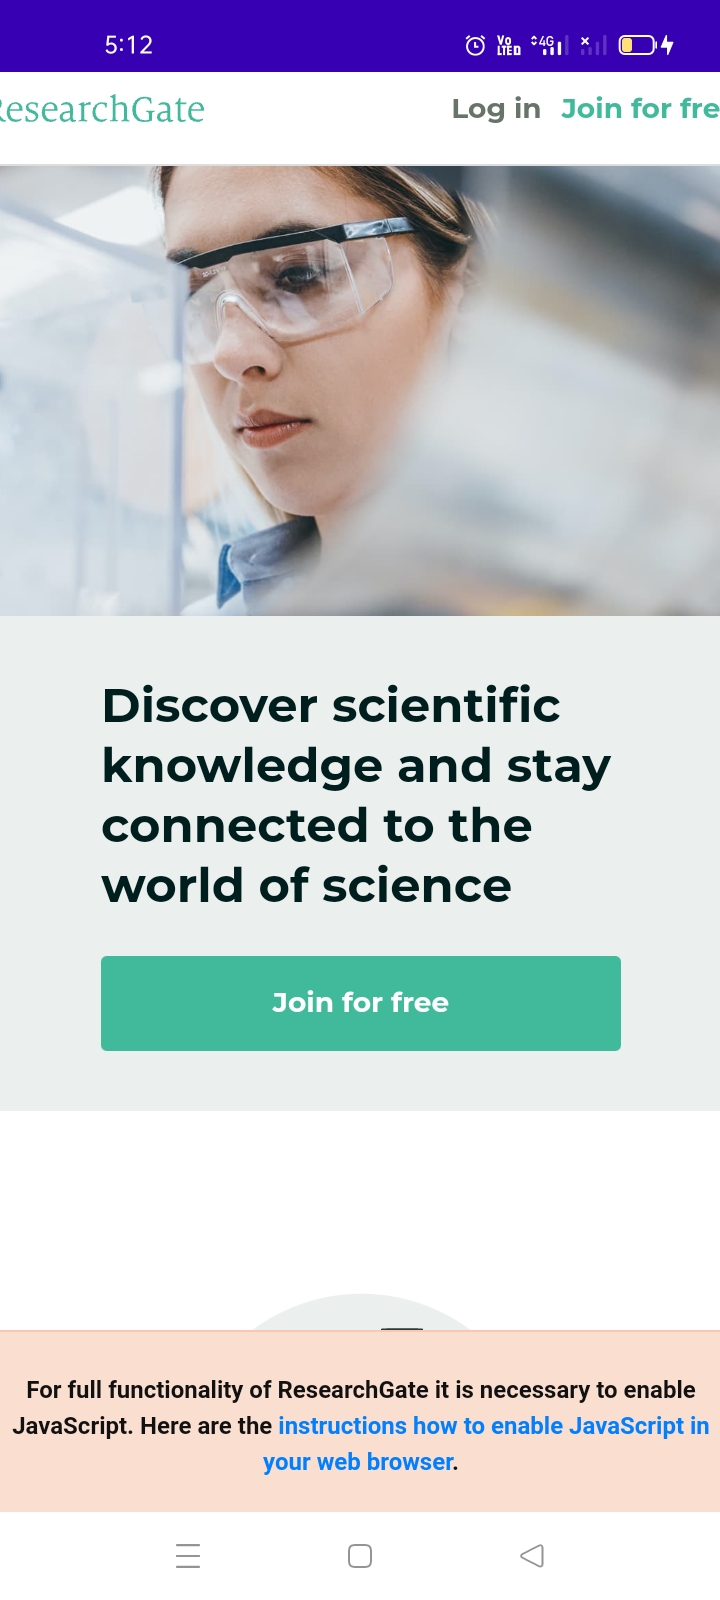 5:12
Vo
LTED
4G
ResearchGate
Log in
Join for fre
Discover scientific
knowledge and stay
connected to the
world of science
Join for free
For full functionality of ResearchGate it is necessary to enable
JavaScript. Here are the instructions how to enable JavaScript in
your web browser.